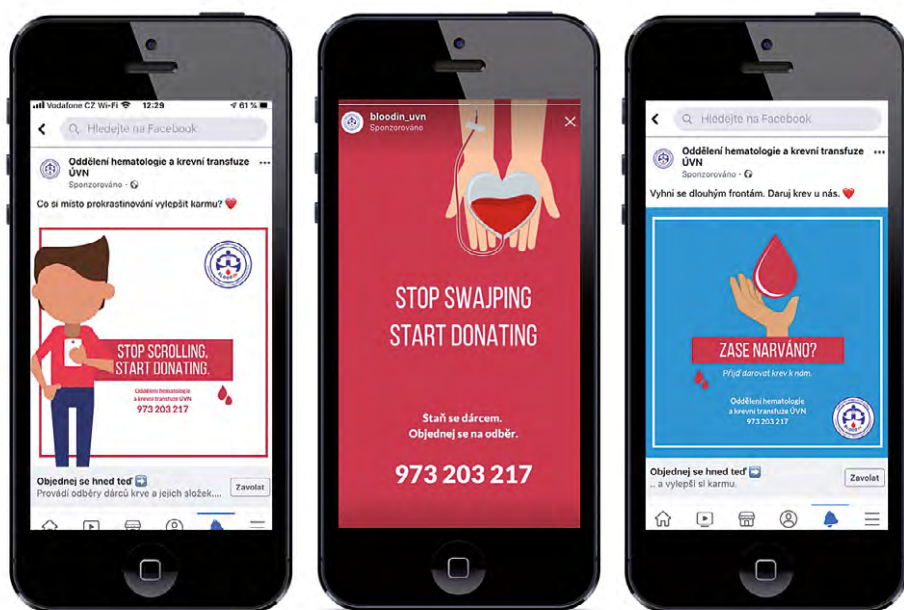 Vodafone CZ Wi-Fi 12:29 61 %
Hledejte na Facebook
Oddělení hematologie a krevní transfuze
ÚVN
Sponzorováno ·
Co si místo prokrastinování vylepšit karmu? ❤️
STOP SCROLLING,
START DONATING.
Oddělení hematologie
a krevní transfuze ÚVN
973 203 217
Objednej se hned teď ➡️
Provádí odběry dárců krve a jejich složek....
Zavolat
bloodin_uvn
Sponzorováno
STOP SWAJPING
START DONATING
Staň se dárcem.
Objednej se na odběr.
973 203 217
Hledejte na Facebook
Oddělení hematologie a krevní transfuze
ÚVN
Sponzorováno ·
Vyhni se dlouhým frontám. Daruj krev u nás. ❤️
ZASE NARVÁNO?
Přijď darovat krev k nám.
Oddělení hematologie
a krevní transfuze ÚVN
973 203 217
Objednej se hned teď ➡️
.. a vylepši si karmu.
Zavolat